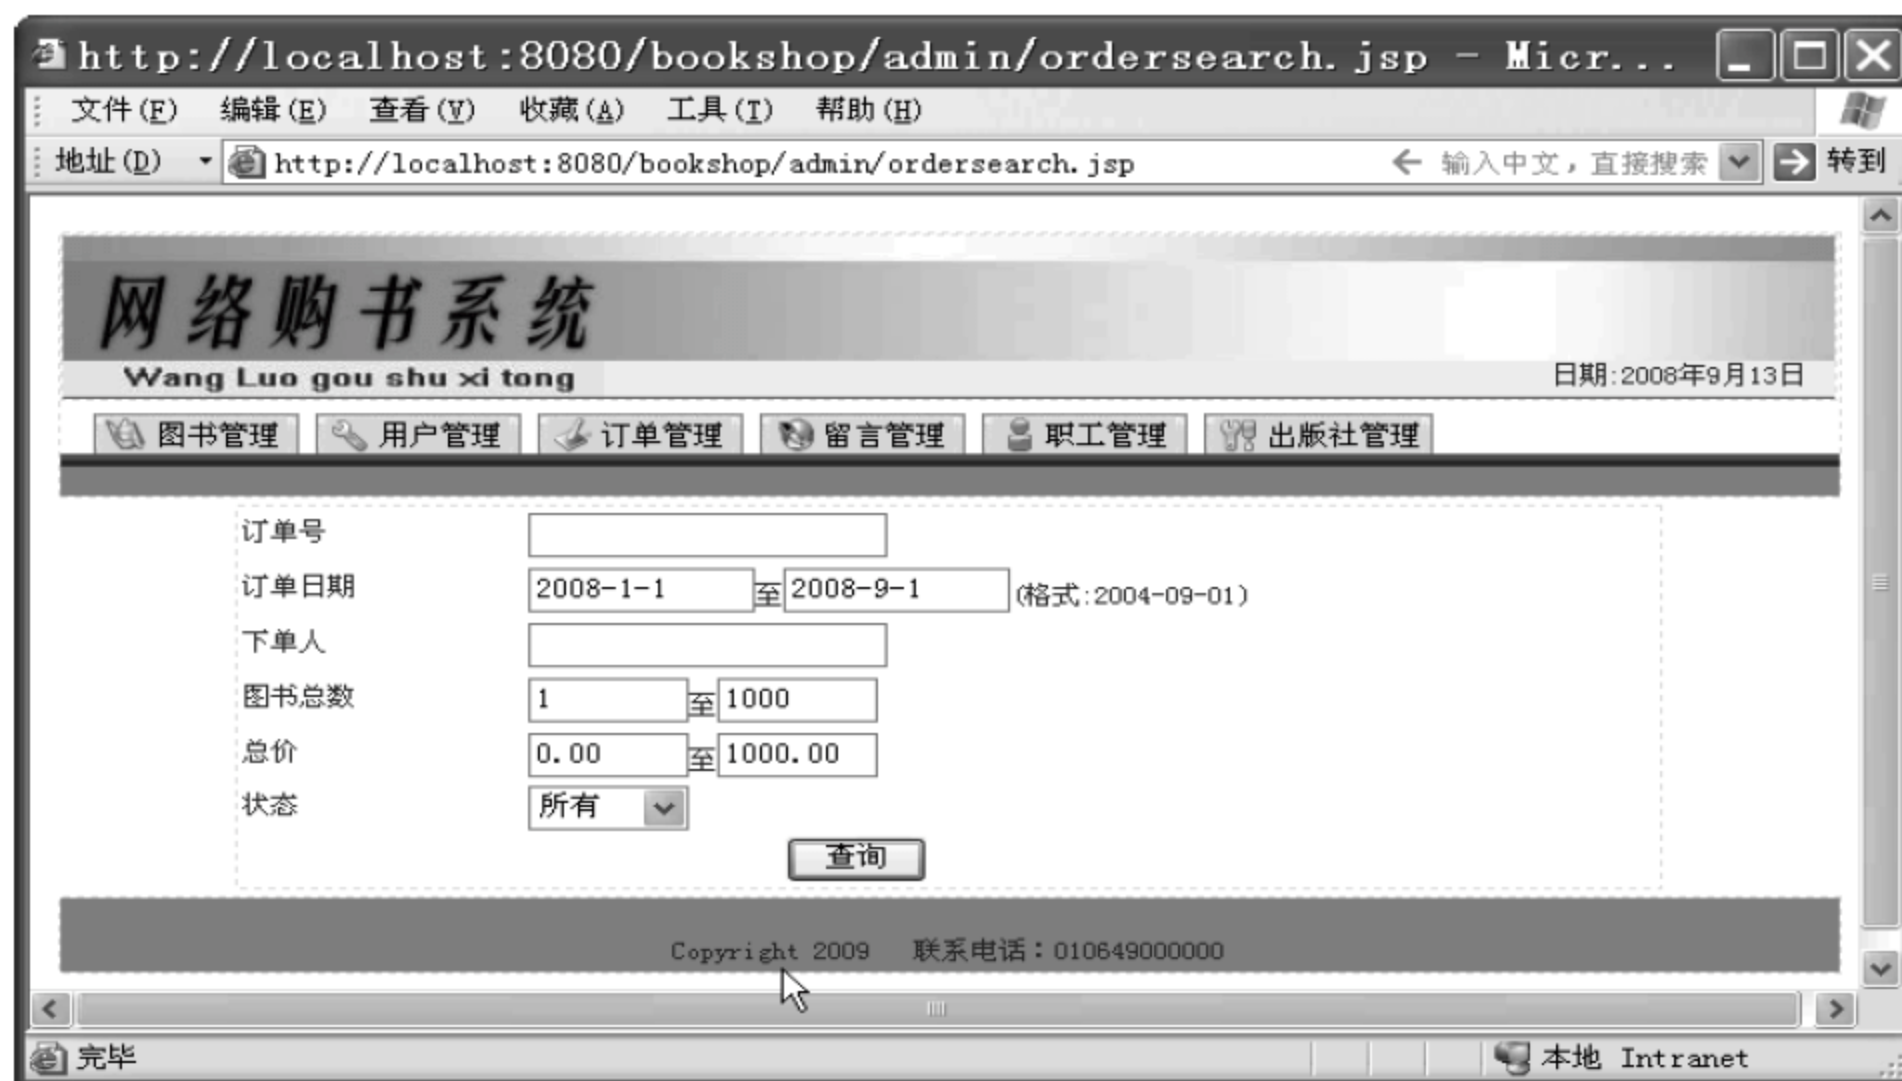 http://localhost:8080/bookshop/admin/ordersearch.jsp - Micr...
文件(F) 编辑(E) 查看(V) 收藏(A) 工具(T) 帮助(H)
地址(D) http://localhost:8080/bookshop/admin/ordersearch.jsp 输入中文，直接搜索 转到
网络购书系统
Wang Luo gou shu xi tong 日期:2008年9月13日
图书管理 用户管理 订单管理 留言管理 职工管理 出版社管理
订单号
订单日期 2008-1-1 至 2008-9-1 (格式:2004-09-01)
下单人
图书总数 1 至 1000
总价 0.00 至 1000.00
状态 所有
查询
Copyright 2009 联系电话：010649000000
完毕 本地 Intranet